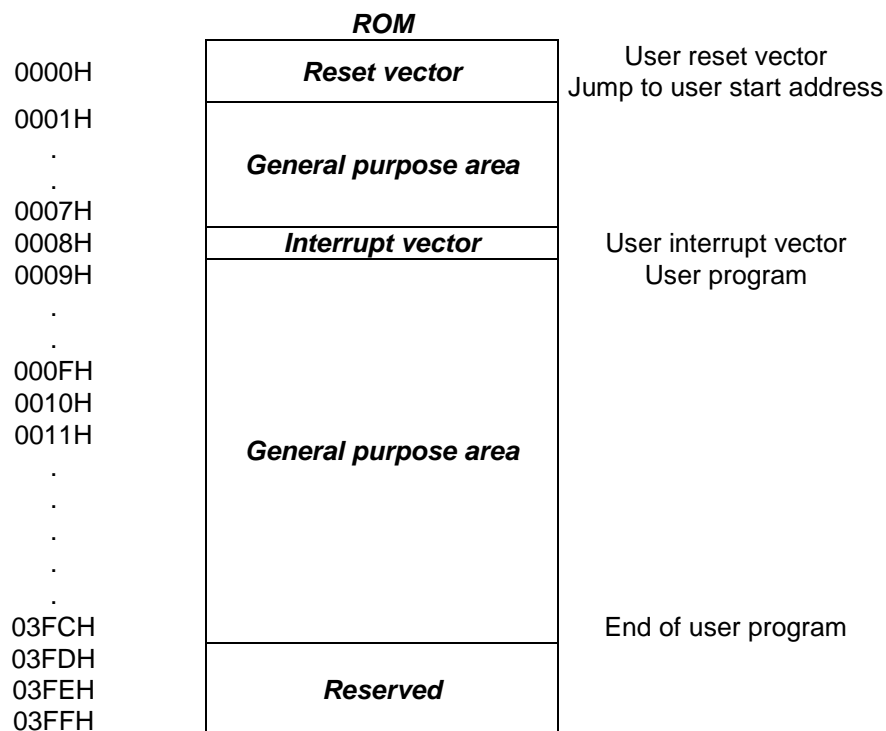 ROM
0000H Reset vector User reset vector
Jump to user start address
0001H
.
General purpose area
.
0007H
0008H Interrupt vector User interrupt vector
0009H User program
.
.
000FH
0010H
0011H
General purpose area
.
.
.
.
.
03FCH End of user program
03FDH
03FEH Reserved
03FFH